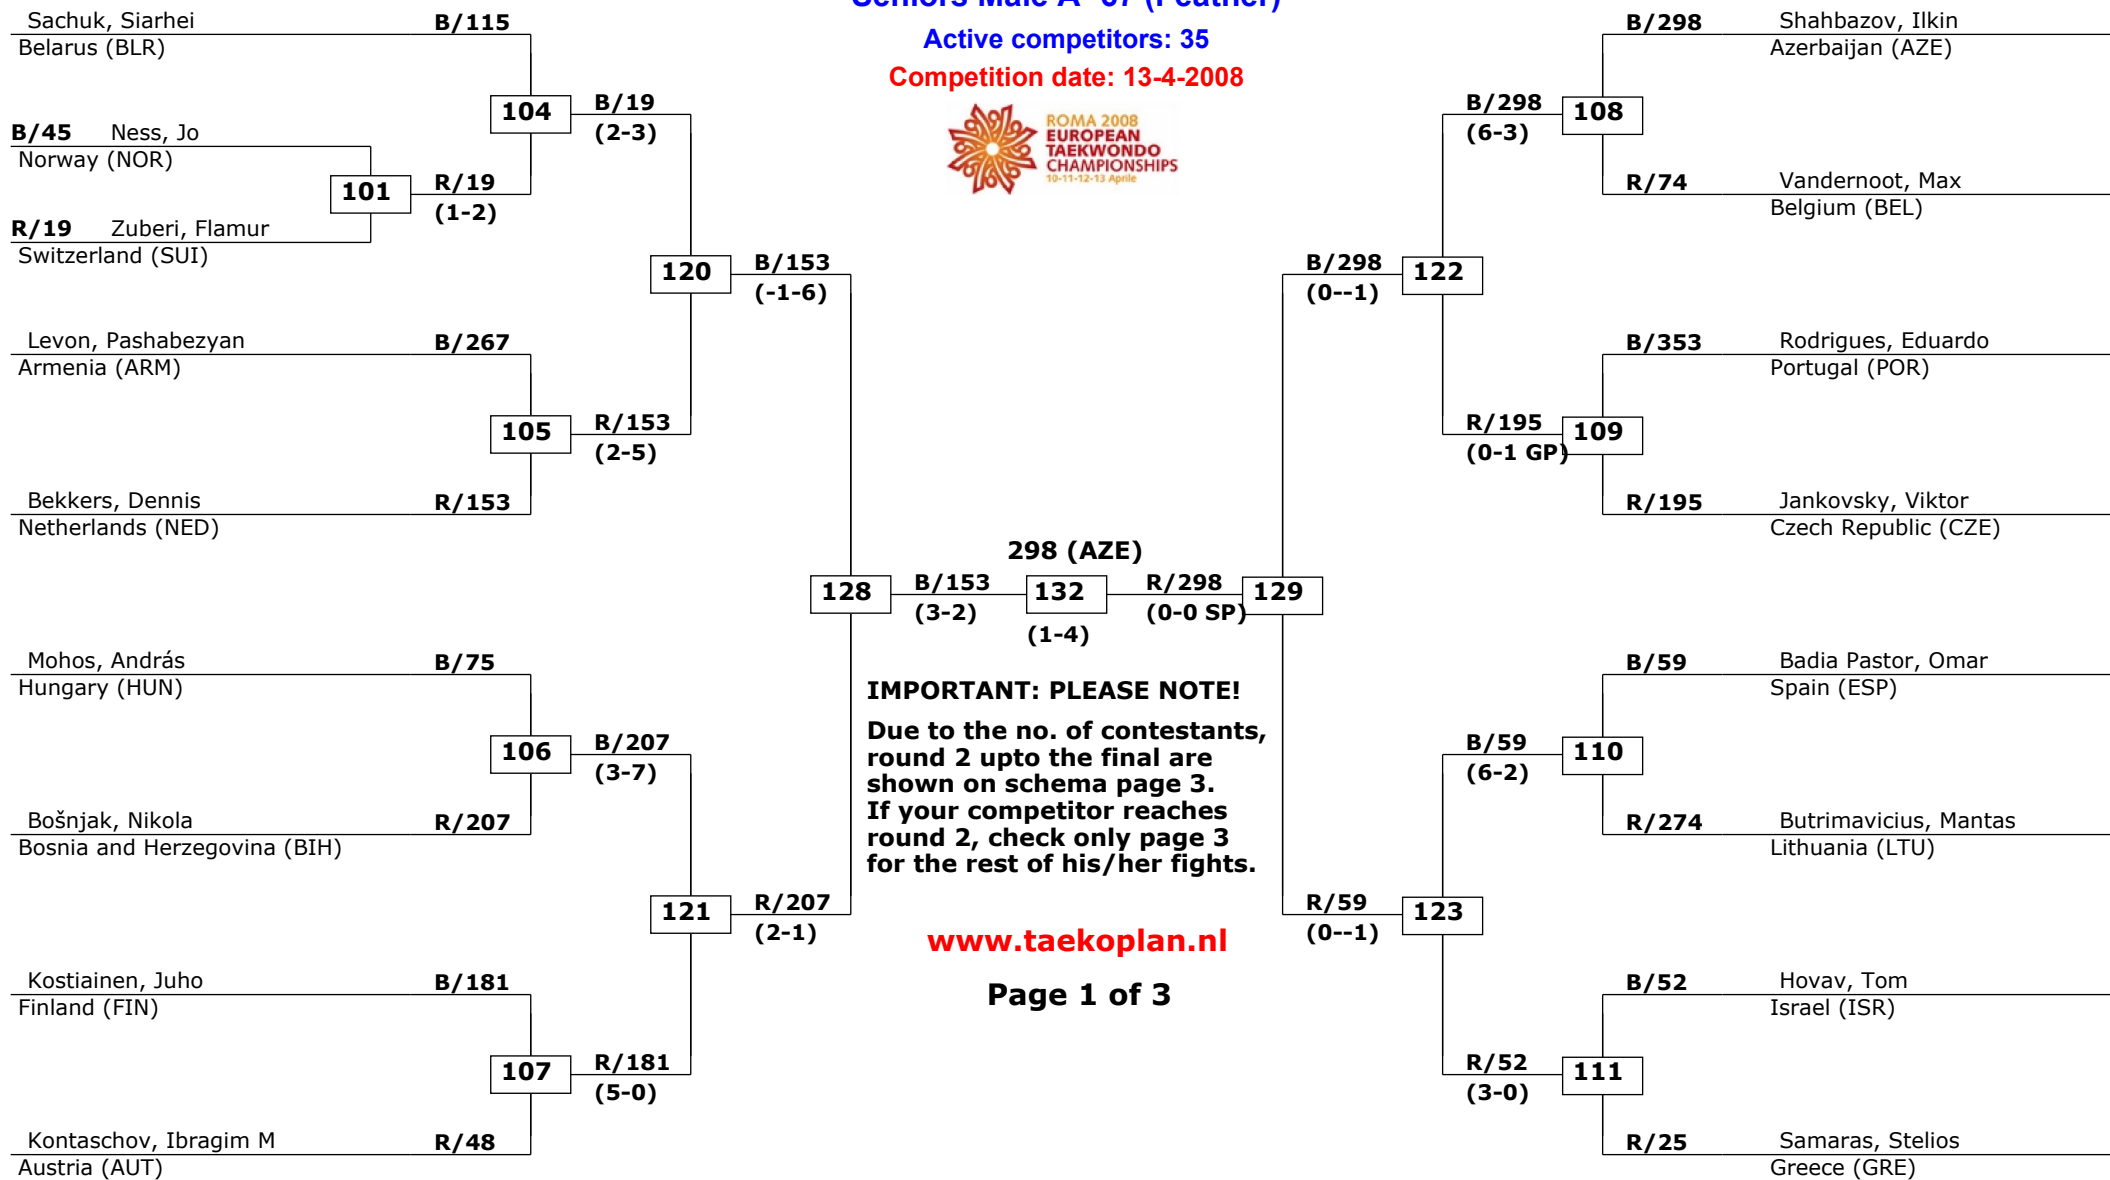 Seniors Male A -67 (Feather)
Active competitors: 35
Competition date: 13-4-2008
ROMA 2008
EUROPEAN
TAEKWONDO
CHAMPIONSHIPS
10-11-12-13 Aprile
Sachuk, Siarhei B/115
Belarus (BLR)
104
B/19
(2-3)
B/45 Ness, Jo
Norway (NOR)
101
R/19
(1-2)
R/19 Zuberi, Flamur
Switzerland (SUI)
120
B/153
(-1-6)
Levon, Pashabezyan B/267
Armenia (ARM)
105
R/153
(2-5)
Bekkers, Dennis R/153
Netherlands (NED)
128
B/153
(3-2)
Mohos, András B/75
Hungary (HUN)
106
B/207
(3-7)
Bošnjak, Nikola R/207
Bosnia and Herzegovina (BIH)
121
R/207
(2-1)
Kostiainen, Juho B/181
Finland (FIN)
107
R/181
(5-0)
Kontaschov, Ibragim M R/48
Austria (AUT)
298 (AZE)
132
(1-4)
R/298
(0-0 SP)
129
IMPORTANT: PLEASE NOTE!
Due to the no. of contestants,
round 2 upto the final are
shown on schema page 3.
If your competitor reaches
round 2, check only page 3
for the rest of his/her fights.
www.taekoplan.nl
Page 1 of 3
B/298 Shahbazov, Ilkin
Azerbaijan (AZE)
B/298
(6-3)
108
R/74 Vandernoot, Max
Belgium (BEL)
B/298
(0--1)
122
B/353 Rodrigues, Eduardo
Portugal (POR)
R/195
(0-1 GP)
109
R/195 Jankovsky, Viktor
Czech Republic (CZE)
B/59 Badia Pastor, Omar
Spain (ESP)
B/59
(6-2)
110
R/274 Butrimavicius, Mantas
Lithuania (LTU)
R/59
(0--1)
123
B/52 Hovav, Tom
Israel (ISR)
R/52
(3-0)
111
R/25 Samaras, Stelios
Greece (GRE)